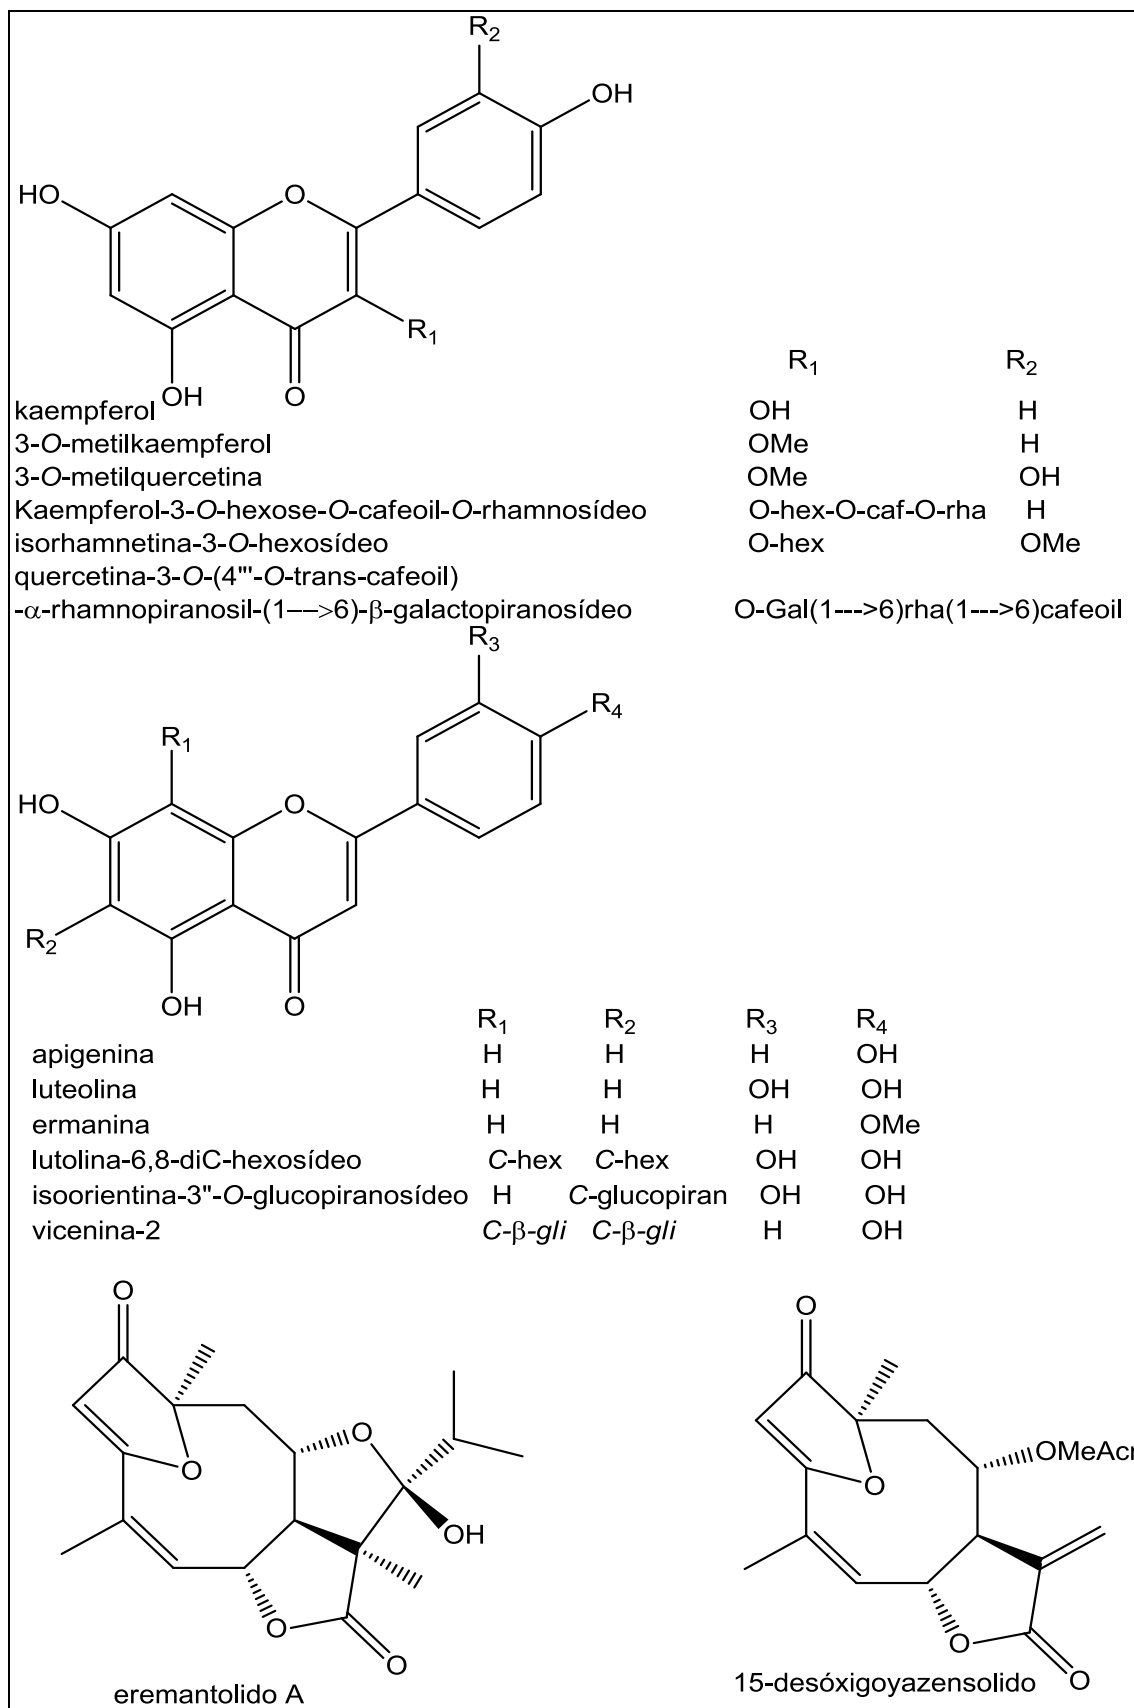 R2
OH
HO
O
R1
OH
O
R1 R2
kaempferol OH H
3-O-metilkaempferol OMe H
3-O-metilquercetina OMe OH
Kaempferol-3-O-hexose-O-cafeoil-O-rhamnosídeo O-hex-O-caf-O-rha H
isorhamnetina-3-O-hexosídeo O-hex OMe
quercetina-3-O-(4'''-O-trans-cafeoil)
-α-rhamnopiranosil-(1-->6)-β-galactopiranosídeo O-Gal(1--->6)rha(1--->6)cafeoil
R3
R4
R1
HO
O
R2
OH
O
R1 R2 R3 R4
apigenina H H H OH
luteolina H H OH OH
ermanina H H H OMe
lutolina-6,8-diC-hexosídeo C-hex C-hex OH OH
isoorientina-3"-O-glucopiranosídeo H C-glucopiran OH OH
vicenina-2 C-β-gli C-β-gli H OH
O
O
O
OH
O
O
eremantolido A
O
O
OMeAcr
O
O
15-desóxigoyazensolido